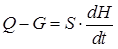 Q − G = S · dH/dt